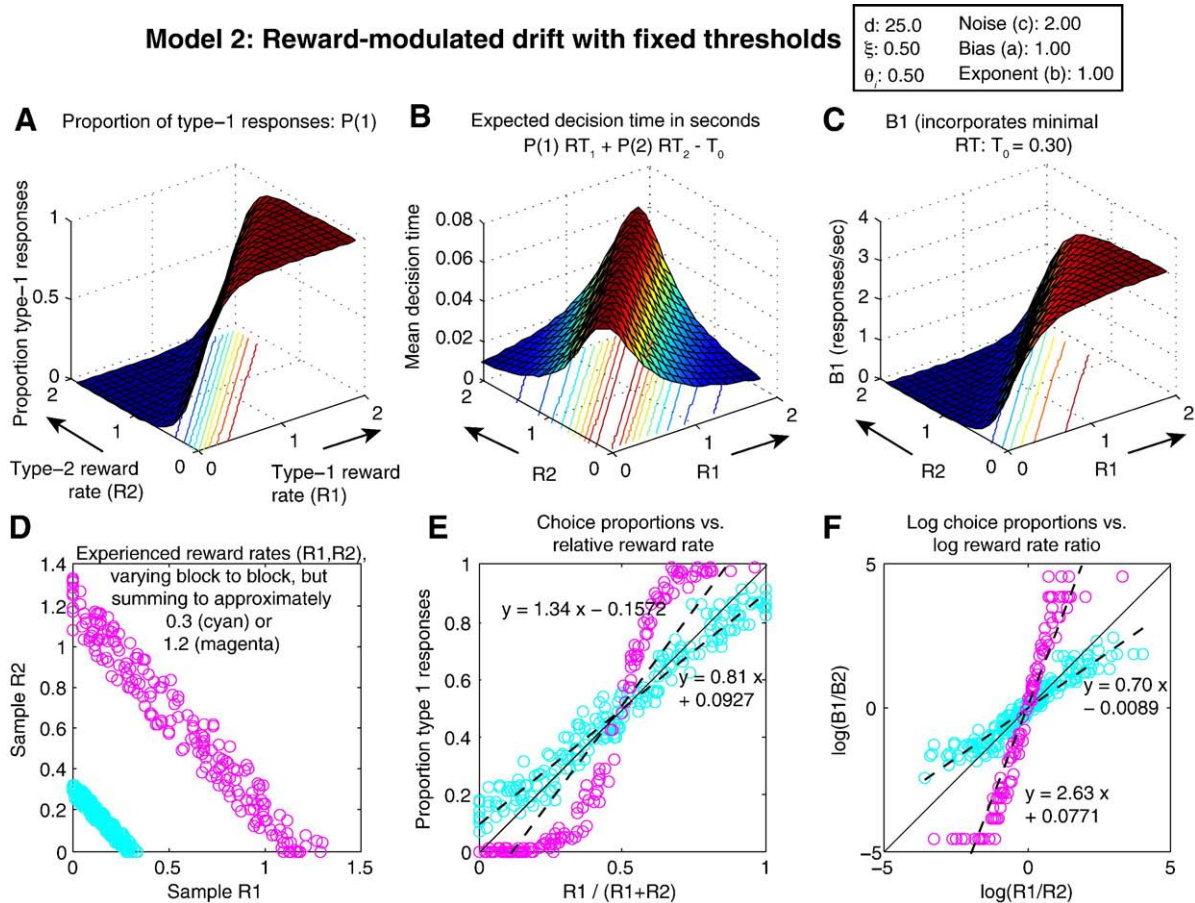 Model 2: Reward-modulated drift with fixed thresholds
d: 25.0 Noise (c): 2.00
ξ: 0.50 Bias (a): 1.00
θi: 0.50 Exponent (b): 1.00
A Proportion of type−1 responses: P(1)
Proportion type−1 responses
1
0.5
0
2
1
0
0
1
2
Type−2 reward
rate (R2)
Type−1 reward
rate (R1)
B Expected decision time in seconds
P(1) RT1 + P(2) RT2 - T0
Mean decision time
0.08
0.06
0.04
0.02
0
2
1
0
0
1
2
R2
R1
C B1 (incorporates minimal
RT: T0 = 0.30)
B1 (responses/sec)
4
3
2
1
0
2
1
0
0
1
2
R2
R1
D
Experienced reward rates (R1,R2),
varying block to block, but
summing to approximately
0.3 (cyan) or
1.2 (magenta)
Sample R2
1.4
1.2
1
0.8
0.6
0.4
0.2
0
0 0.5 1 1.5
Sample R1
E Choice proportions vs.
relative reward rate
Proportion type 1 responses
1
0.8
0.6
0.4
0.2
0
y = 1.34 x − 0.1572
y = 0.81 x
+ 0.0927
0 0.5 1
R1 / (R1+R2)
F Log choice proportions vs.
log reward rate ratio
log(B1/B2)
5
0
−5
y = 0.70 x
− 0.0089
y = 2.63 x
+ 0.0771
−5 0 5
log(R1/R2)